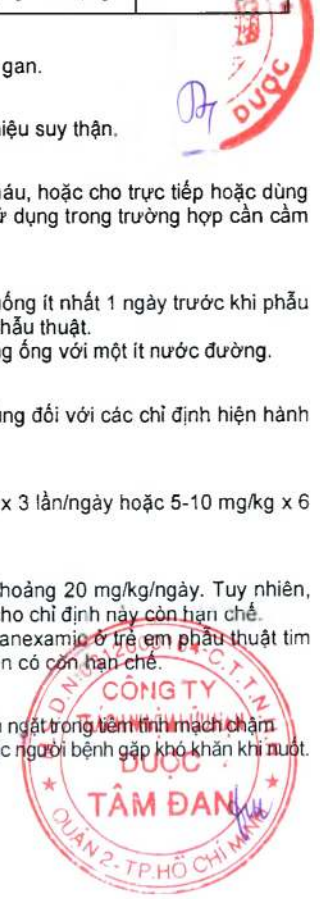 gan.
DƯỢC
iệu suy thận.
áu, hoặc cho trực tiếp hoặc dùng
ử dụng trong trường hợp cần cầm
ống ít nhất 1 ngày trước khi phẫu
hẫu thuật.
g ống với một ít nước đường.
ụng đối với các chỉ định hiện hành
x 3 lần/ngày hoặc 5-10 mg/kg x 6
hoảng 20 mg/kg/ngày. Tuy nhiên,
ho chỉ định này còn hạn chế.
anexamic ở trẻ em phẫu thuật tim
n có còn hạn chế.
ngặt trong tiêm tĩnh mạch chậm
c người bệnh gặp khó khăn khi nuốt.
CÔNG TY
DƯỢC
TÂM ĐAN
QUẬN 2 - TP.HỒ CHÍ MINH